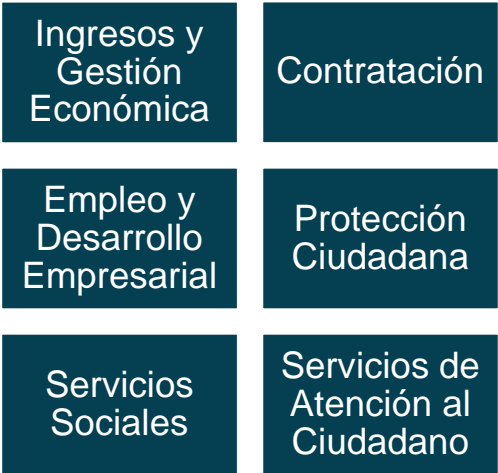 Ingresos y
Gestión
Económica
Contratación
Empleo y
Desarrollo
Empresarial
Protección
Ciudadana
Servicios
Sociales
Servicios de
Atención al
Ciudadano